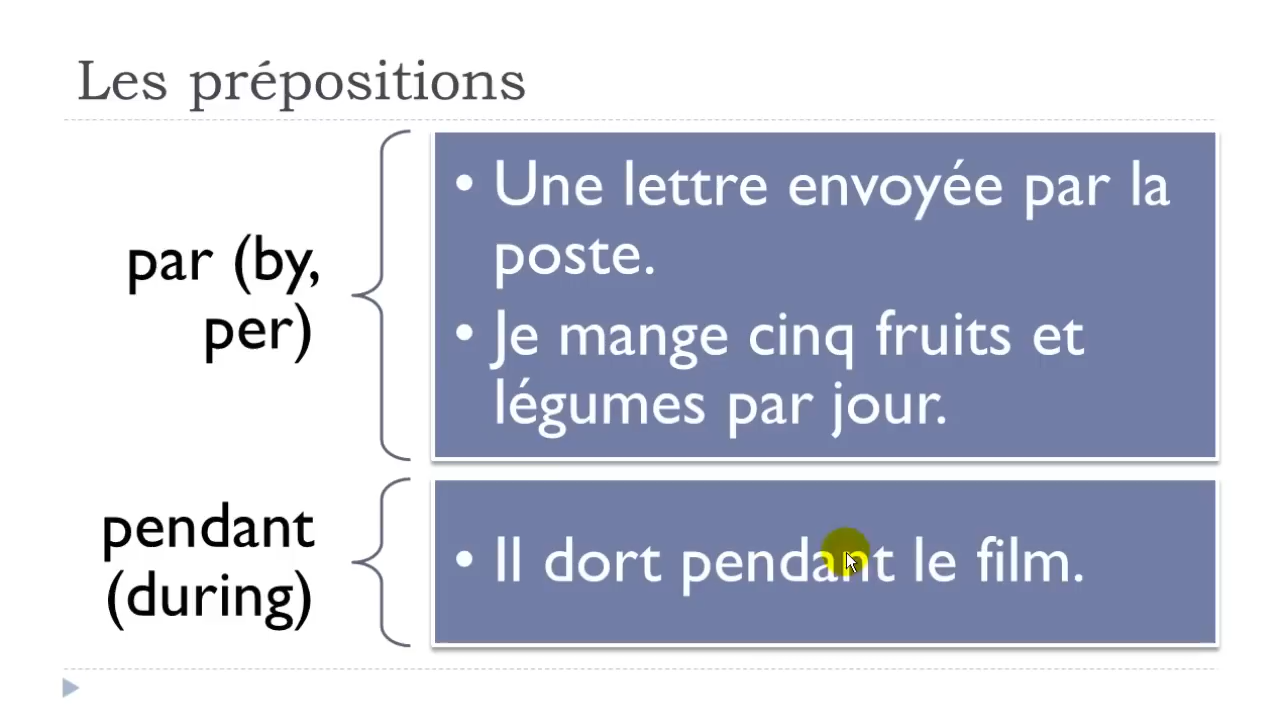 Les prépositions
par (by,
per)
• Une lettre envoyée par la
poste.
• Je mange cinq fruits et
légumes par jour.
pendant
(during)
• Il dort pendant le film.